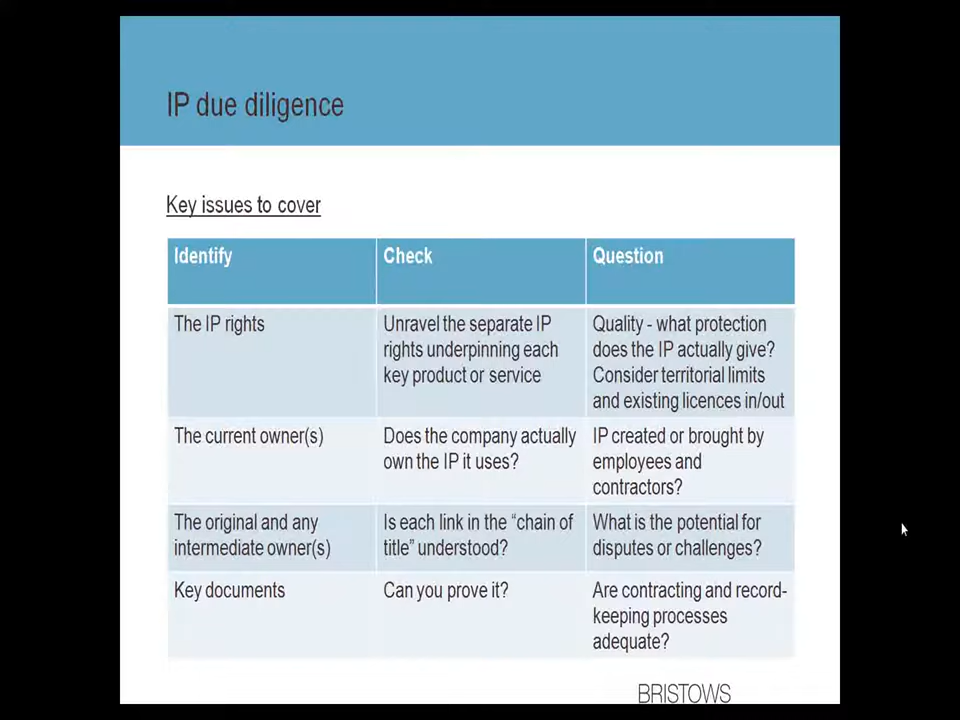 IP due diligence
Key issues to cover
Identify
Check
Question
The IP rights
Unravel the separate IP
rights underpinning each
key product or service
Quality - what protection
does the IP actually give?
Consider territorial limits
and existing licences in/out
The current owner(s)
Does the company actually
own the IP it uses?
IP created or brought by
employees and
contractors?
The original and any
intermediate owner(s)
Is each link in the “chain of
title” understood?
What is the potential for
disputes or challenges?
Key documents
Can you prove it?
Are contracting and record-
keeping processes
adequate?
BRISTOWS